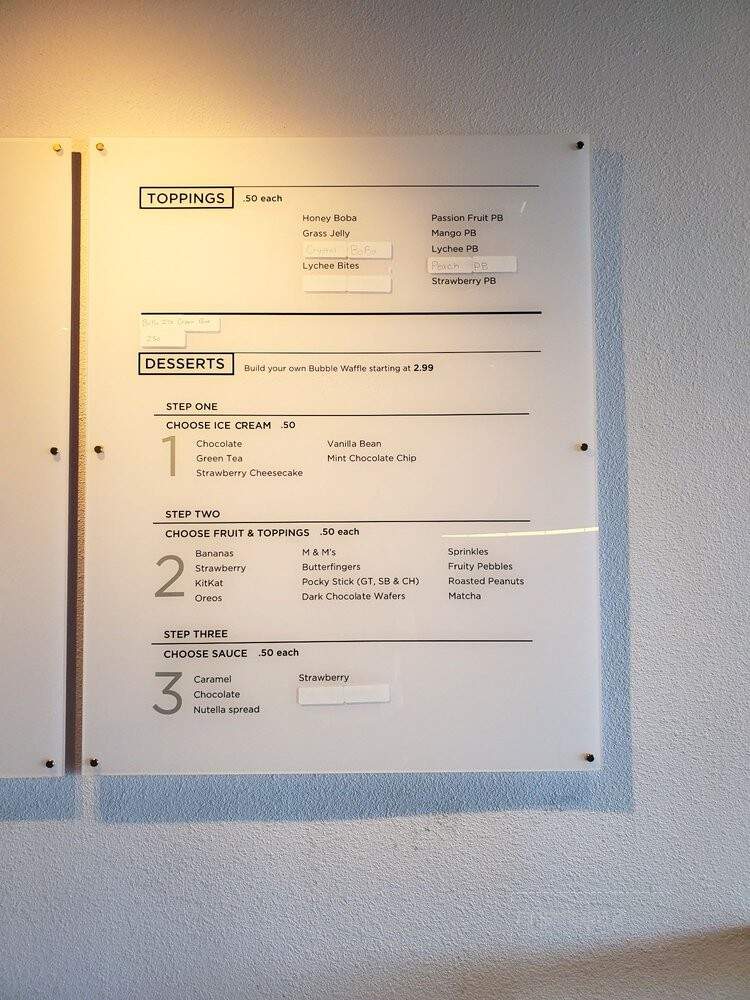 TOPPINGS .50 each
Honey Boba
Grass Jelly
Crystal Boba
Lychee Bites
Passion Fruit PB
Mango PB
Lychee PB
Peach PB
Strawberry PB
DESSERTS Build your own Bubble Waffle starting at 2.99
STEP ONE
CHOOSE ICE CREAM .50
1
Chocolate
Green Tea
Strawberry Cheesecake
Vanilla Bean
Mint Chocolate Chip
STEP TWO
CHOOSE FRUIT & TOPPINGS .50 each
2
Bananas
Strawberry
KitKat
Oreos
M & M's
Butterfingers
Pocky Stick (GT, SB & CH)
Dark Chocolate Wafers
Sprinkles
Fruity Pebbles
Roasted Peanuts
Matcha
STEP THREE
CHOOSE SAUCE .50 each
3
Caramel
Chocolate
Nutella spread
Strawberry